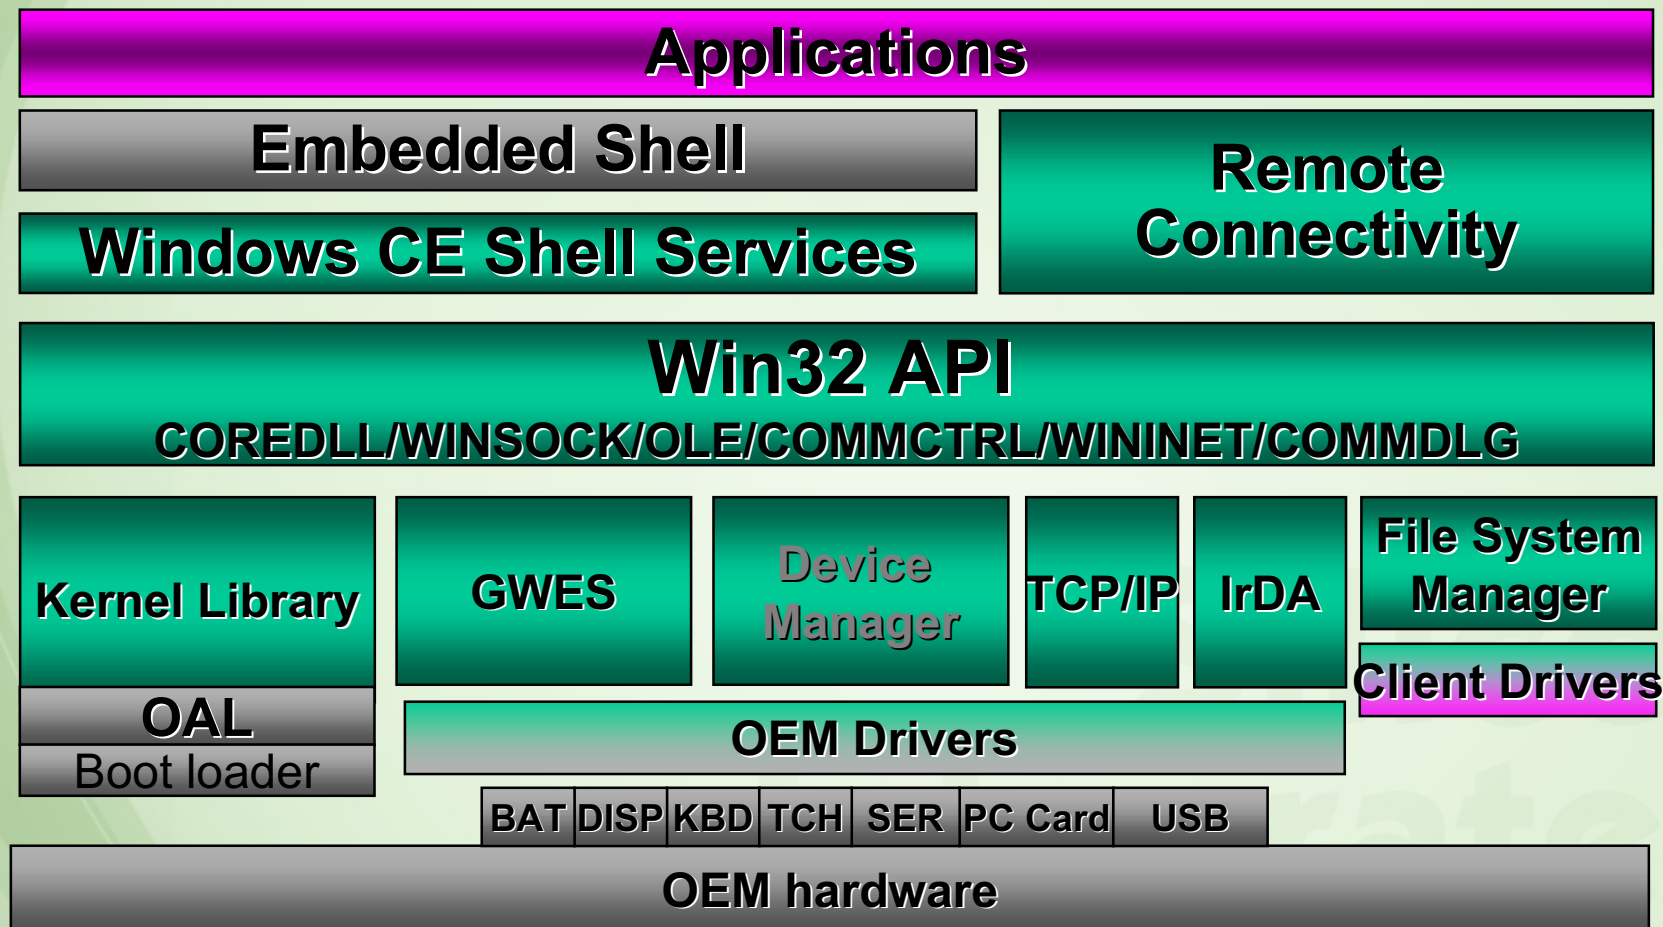 Applications
Embedded Shell
Remote
Connectivity
Windows CE Shell Services
Win32 API
COREDLL/WINSOCK/OLE/COMMCTRL/WININET/COMMDLG
Kernel Library
GWES
Device
Manager
TCP/IP
IrDA
File System
Manager
Client Drivers
OAL
Boot loader
OEM Drivers
BAT
DISP
KBD
TCH
SER
PC Card
USB
OEM hardware